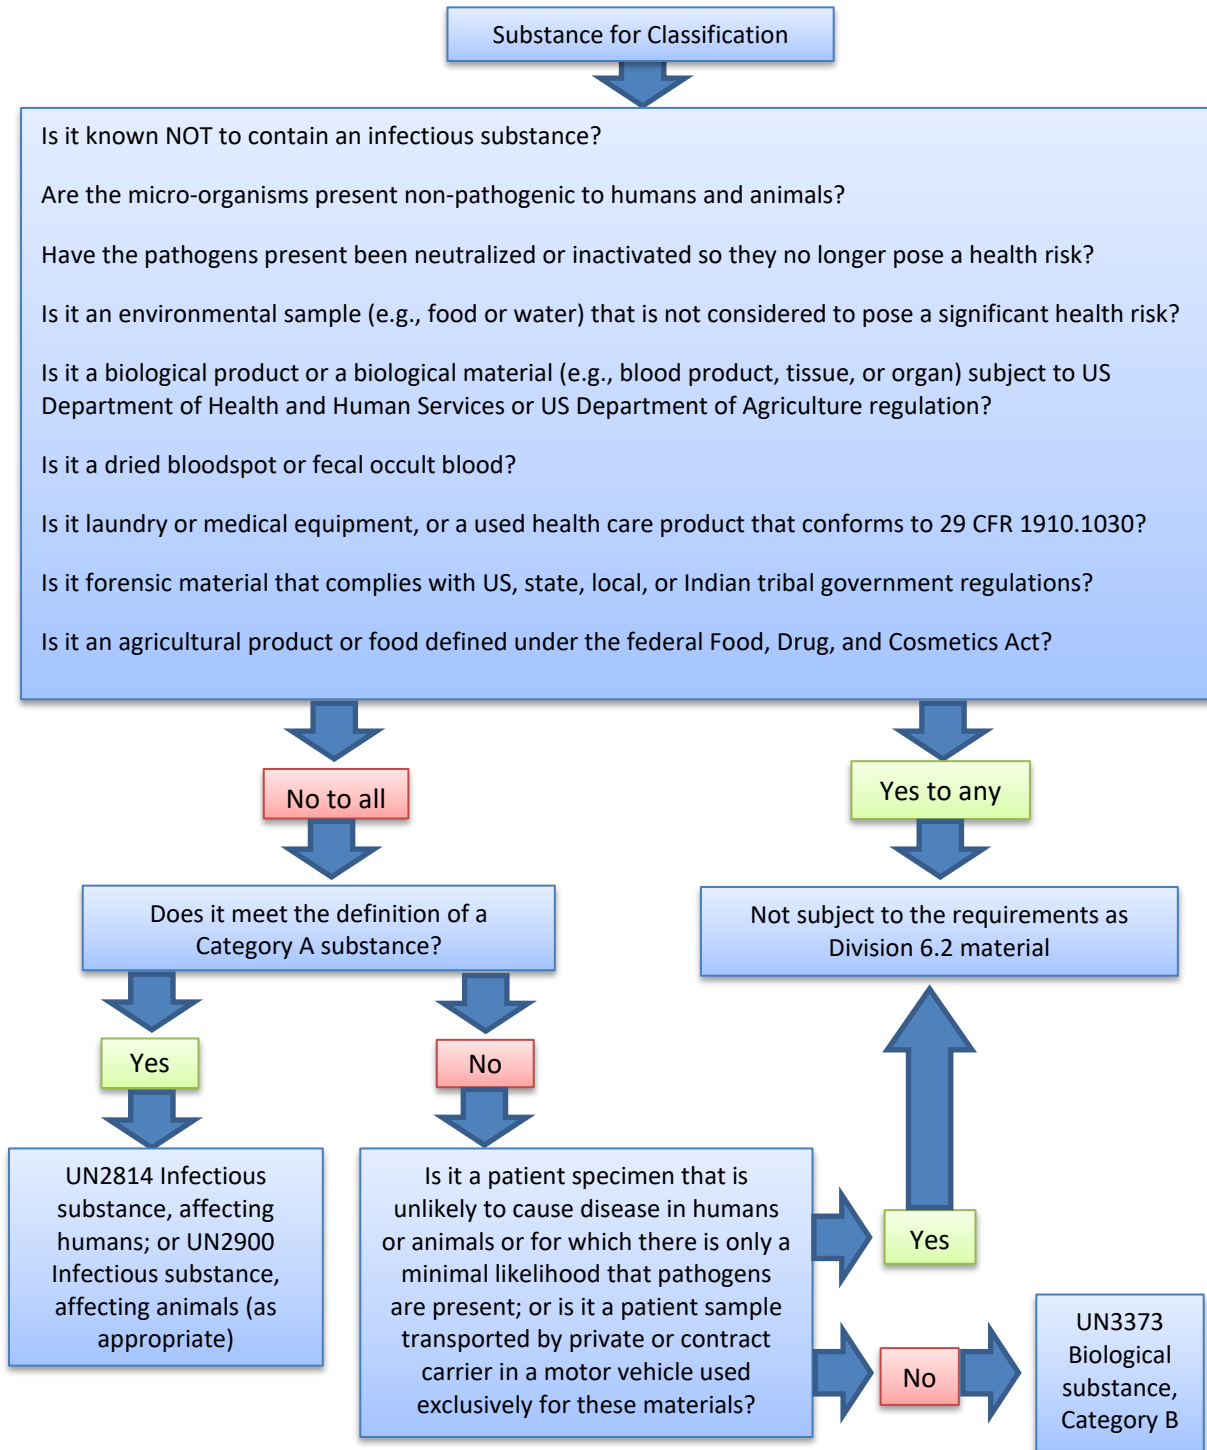 Substance for Classification
Is it known NOT to contain an infectious substance?
Are the micro-organisms present non-pathogenic to humans and animals?
Have the pathogens present been neutralized or inactivated so they no longer pose a health risk?
Is it an environmental sample (e.g., food or water) that is not considered to pose a significant health risk?
Is it a biological product or a biological material (e.g., blood product, tissue, or organ) subject to US
Department of Health and Human Services or US Department of Agriculture regulation?
Is it a dried bloodspot or fecal occult blood?
Is it laundry or medical equipment, or a used health care product that conforms to 29 CFR 1910.1030?
Is it forensic material that complies with US, state, local, or Indian tribal government regulations?
Is it an agricultural product or food defined under the federal Food, Drug, and Cosmetics Act?
No to all
Yes to any
Does it meet the definition of a
Category A substance?
Not subject to the requirements as
Division 6.2 material
Yes
No
UN2814 Infectious
substance, affecting
humans; or UN2900
Infectious substance,
affecting animals (as
appropriate)
Is it a patient specimen that is
unlikely to cause disease in humans
or animals or for which there is only a
minimal likelihood that pathogens
are present; or is it a patient sample
transported by private or contract
carrier in a motor vehicle used
exclusively for these materials?
Yes
No
UN3373
Biological
substance,
Category B